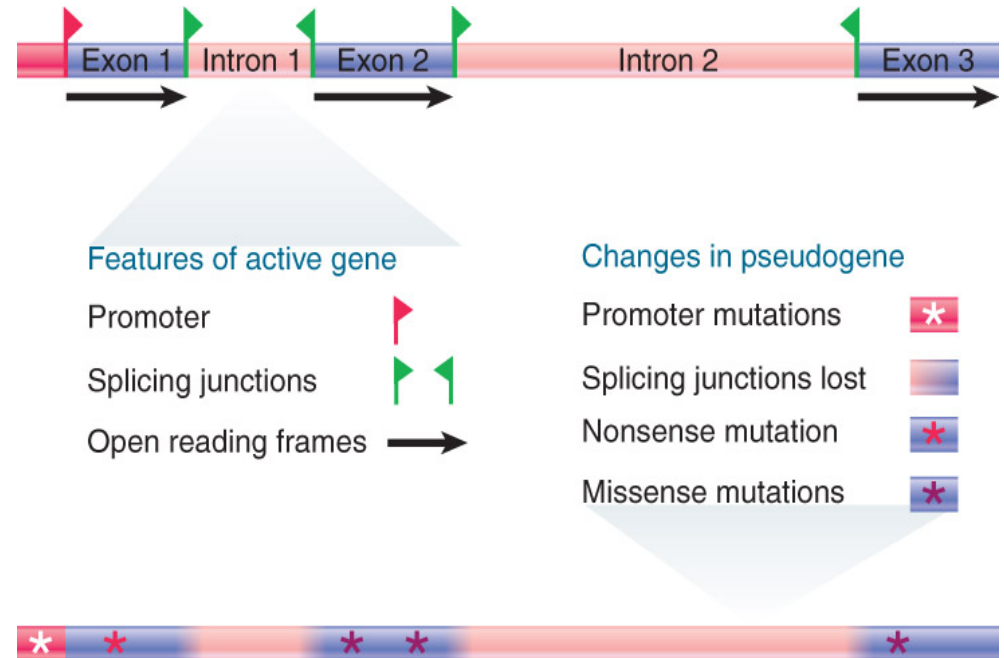 Exon 1 Intron 1 Exon 2 Intron 2 Exon 3
Features of active gene
Promoter
Splicing junctions
Open reading frames
Changes in pseudogene
Promoter mutations
Splicing junctions lost
Nonsense mutation
Missense mutations